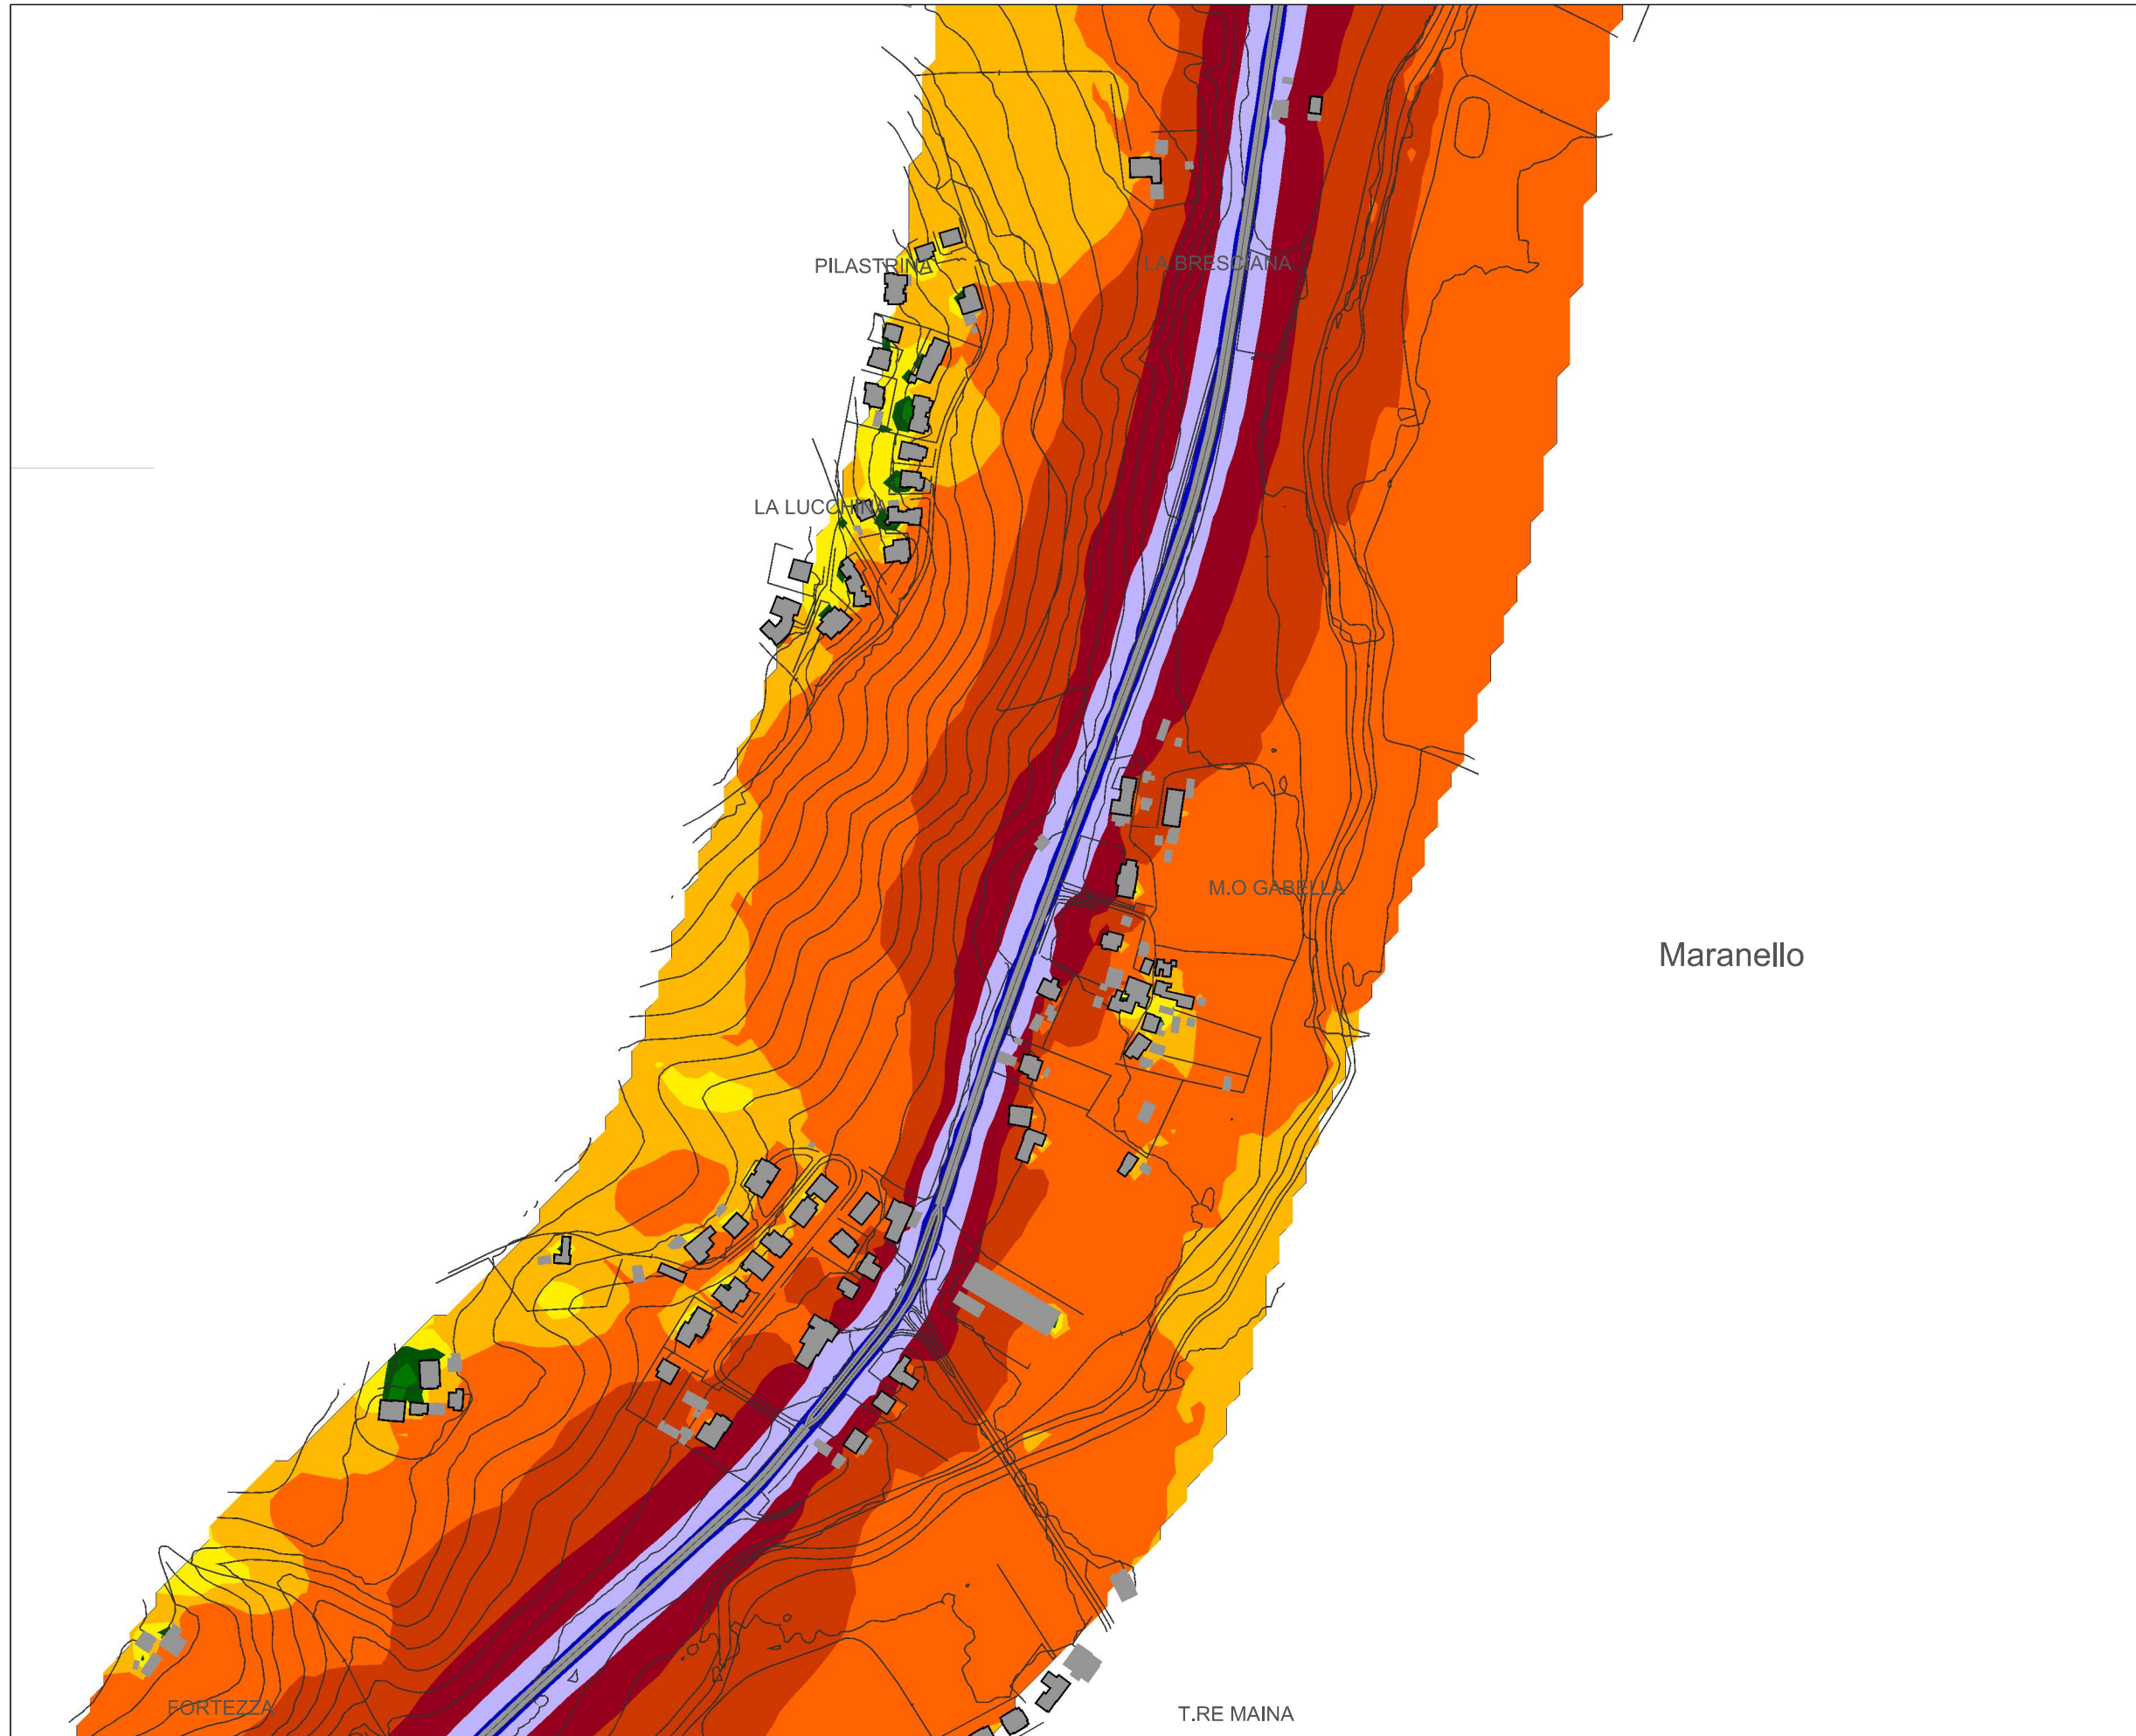 PILASTRINA
LA BRESCIANA
LA LUCCHINA
M.O GABELLA
Maranello
FORTEZZA
T.RE MAINA